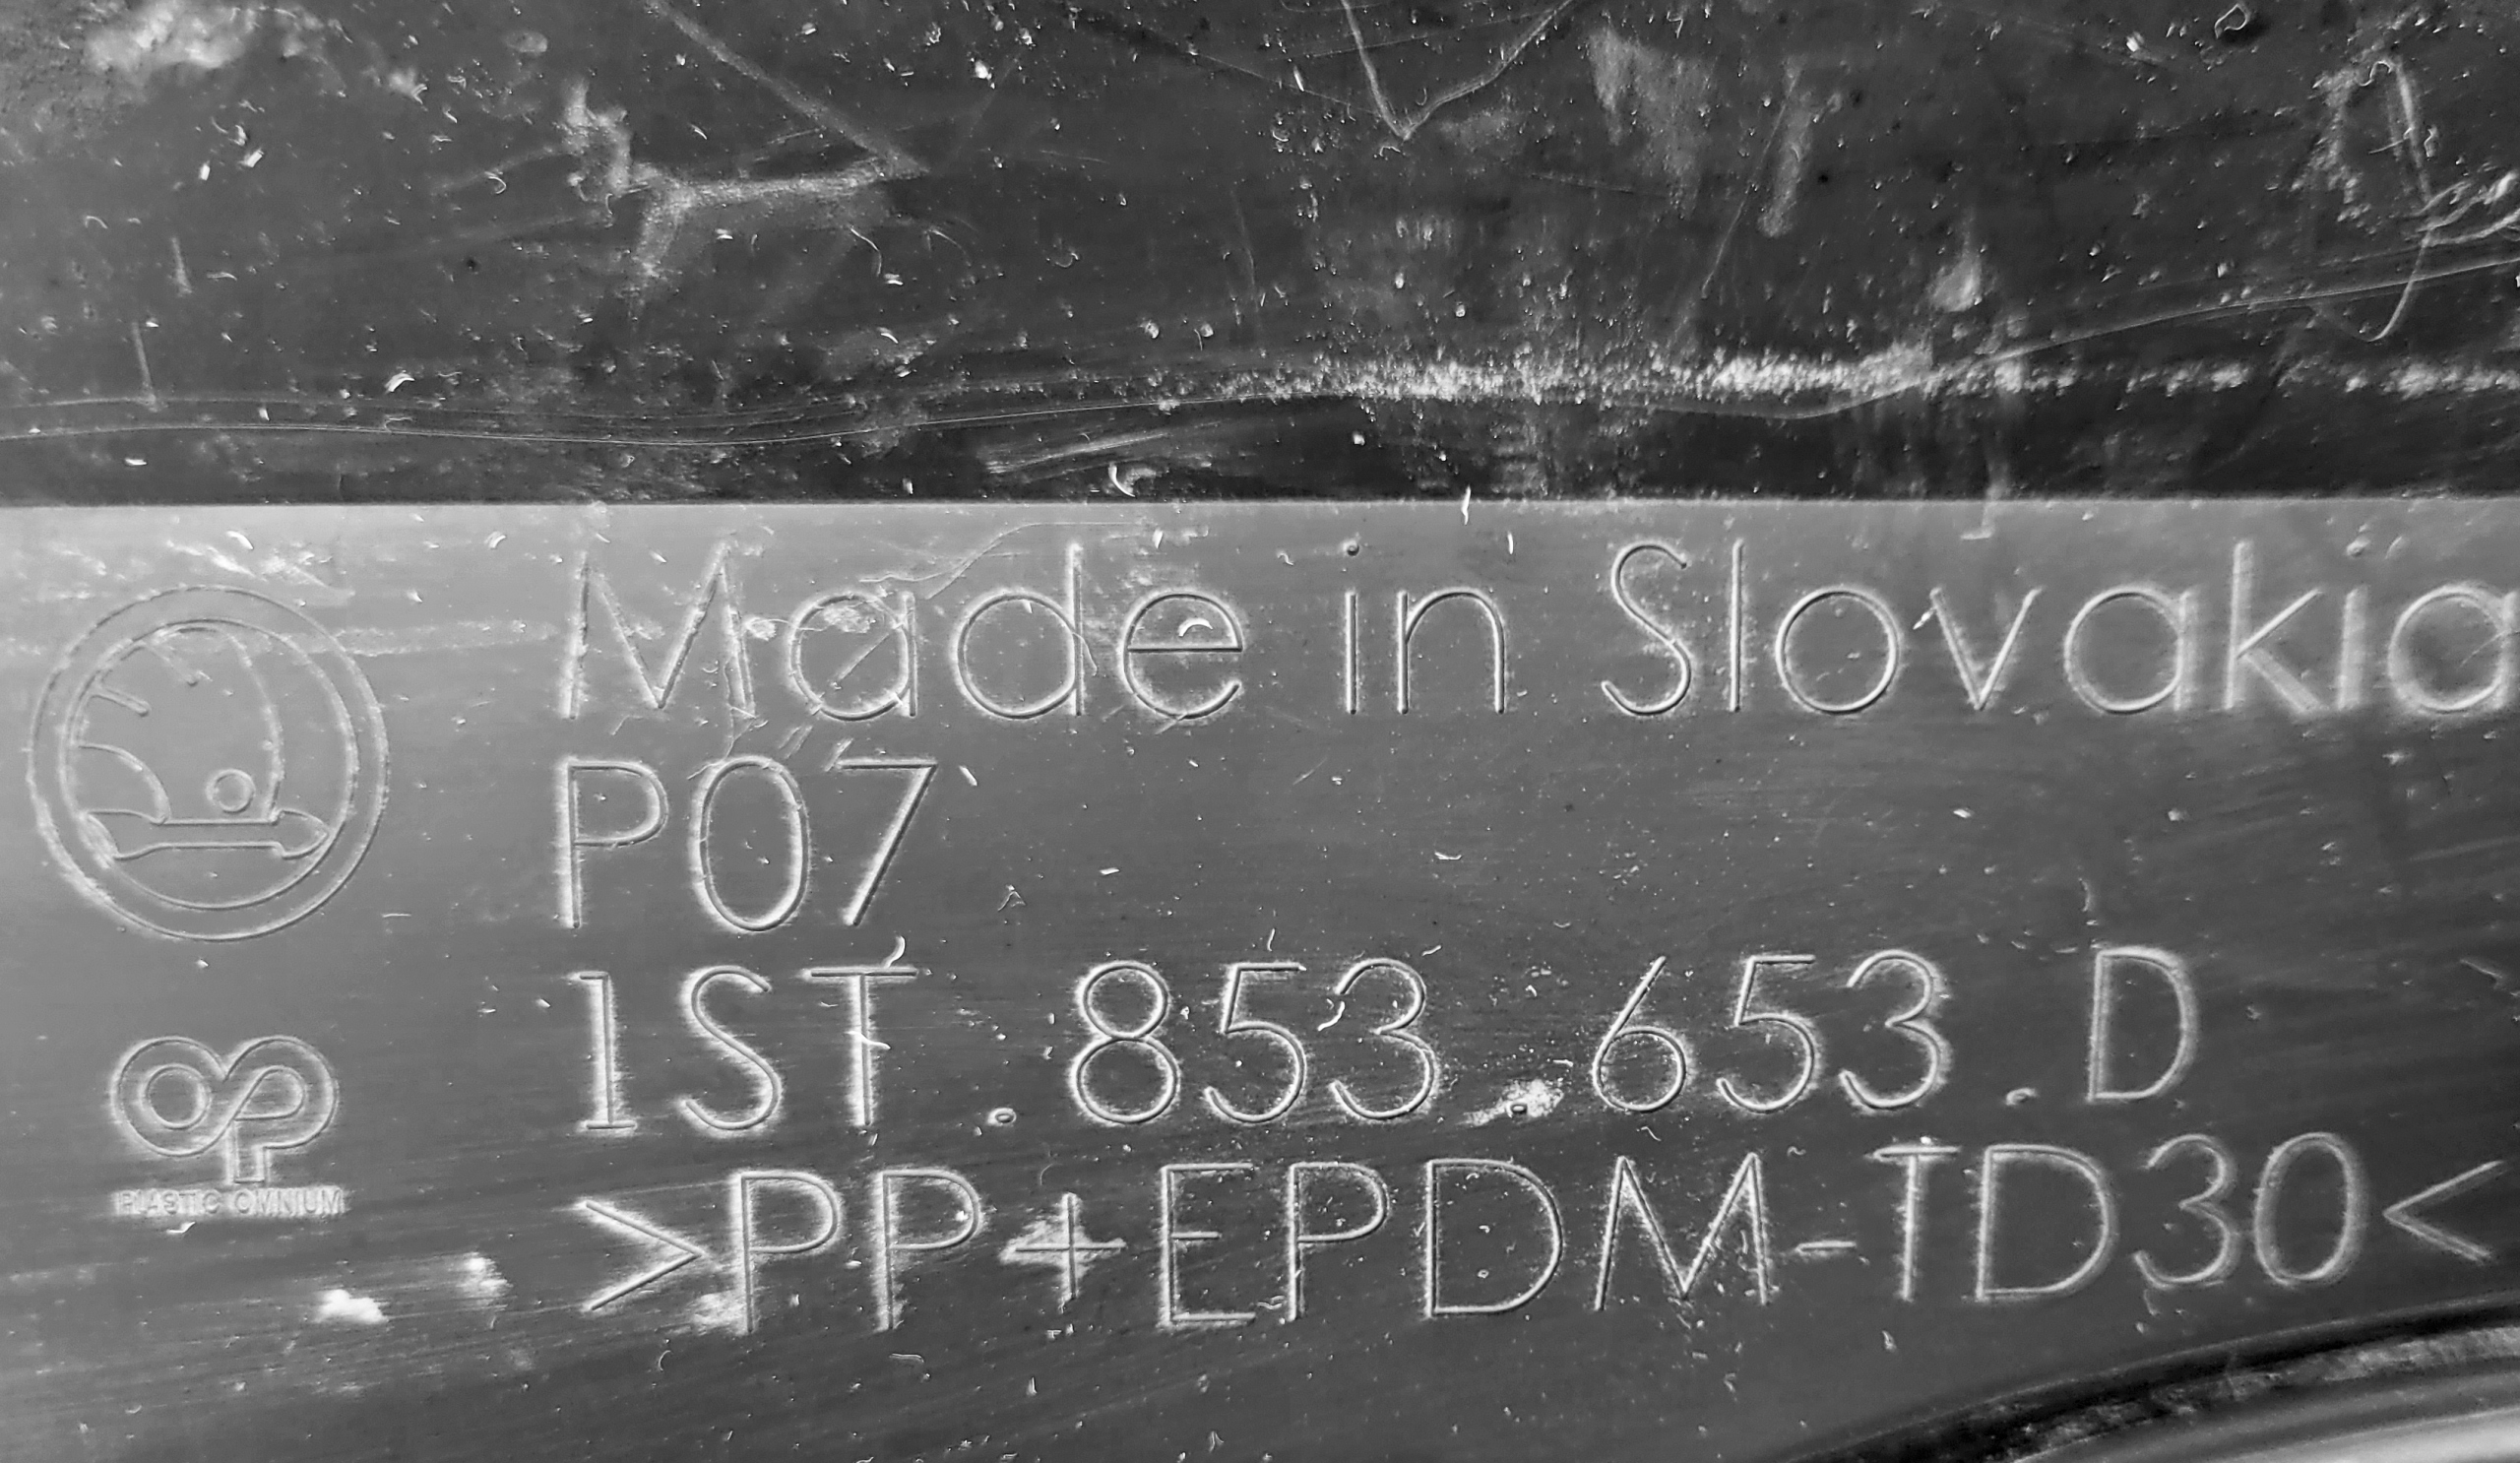 Made in Slovakia
P07
1ST.853.653.D
PLASTIC OMNIUM
>PP+EPDM-TD30<